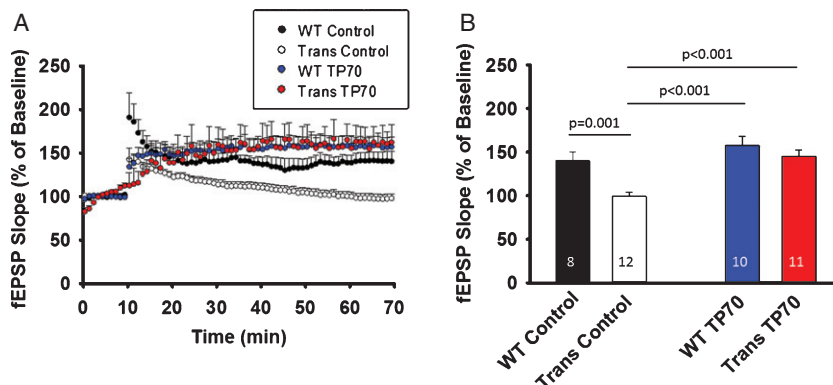 A
WT Control
Trans Control
WT TP70
Trans TP70
fEPSP Slope (% of Baseline)
250
200
150
100
50
0
0 10 20 30 40 50 60 70
Time (min)
B
p<0.001
p<0.001
p=0.001
fEPSP Slope (% of Baseline)
250
200
150
100
50
0
8 12 10 11
WT Control
Trans Control
WT TP70
Trans TP70